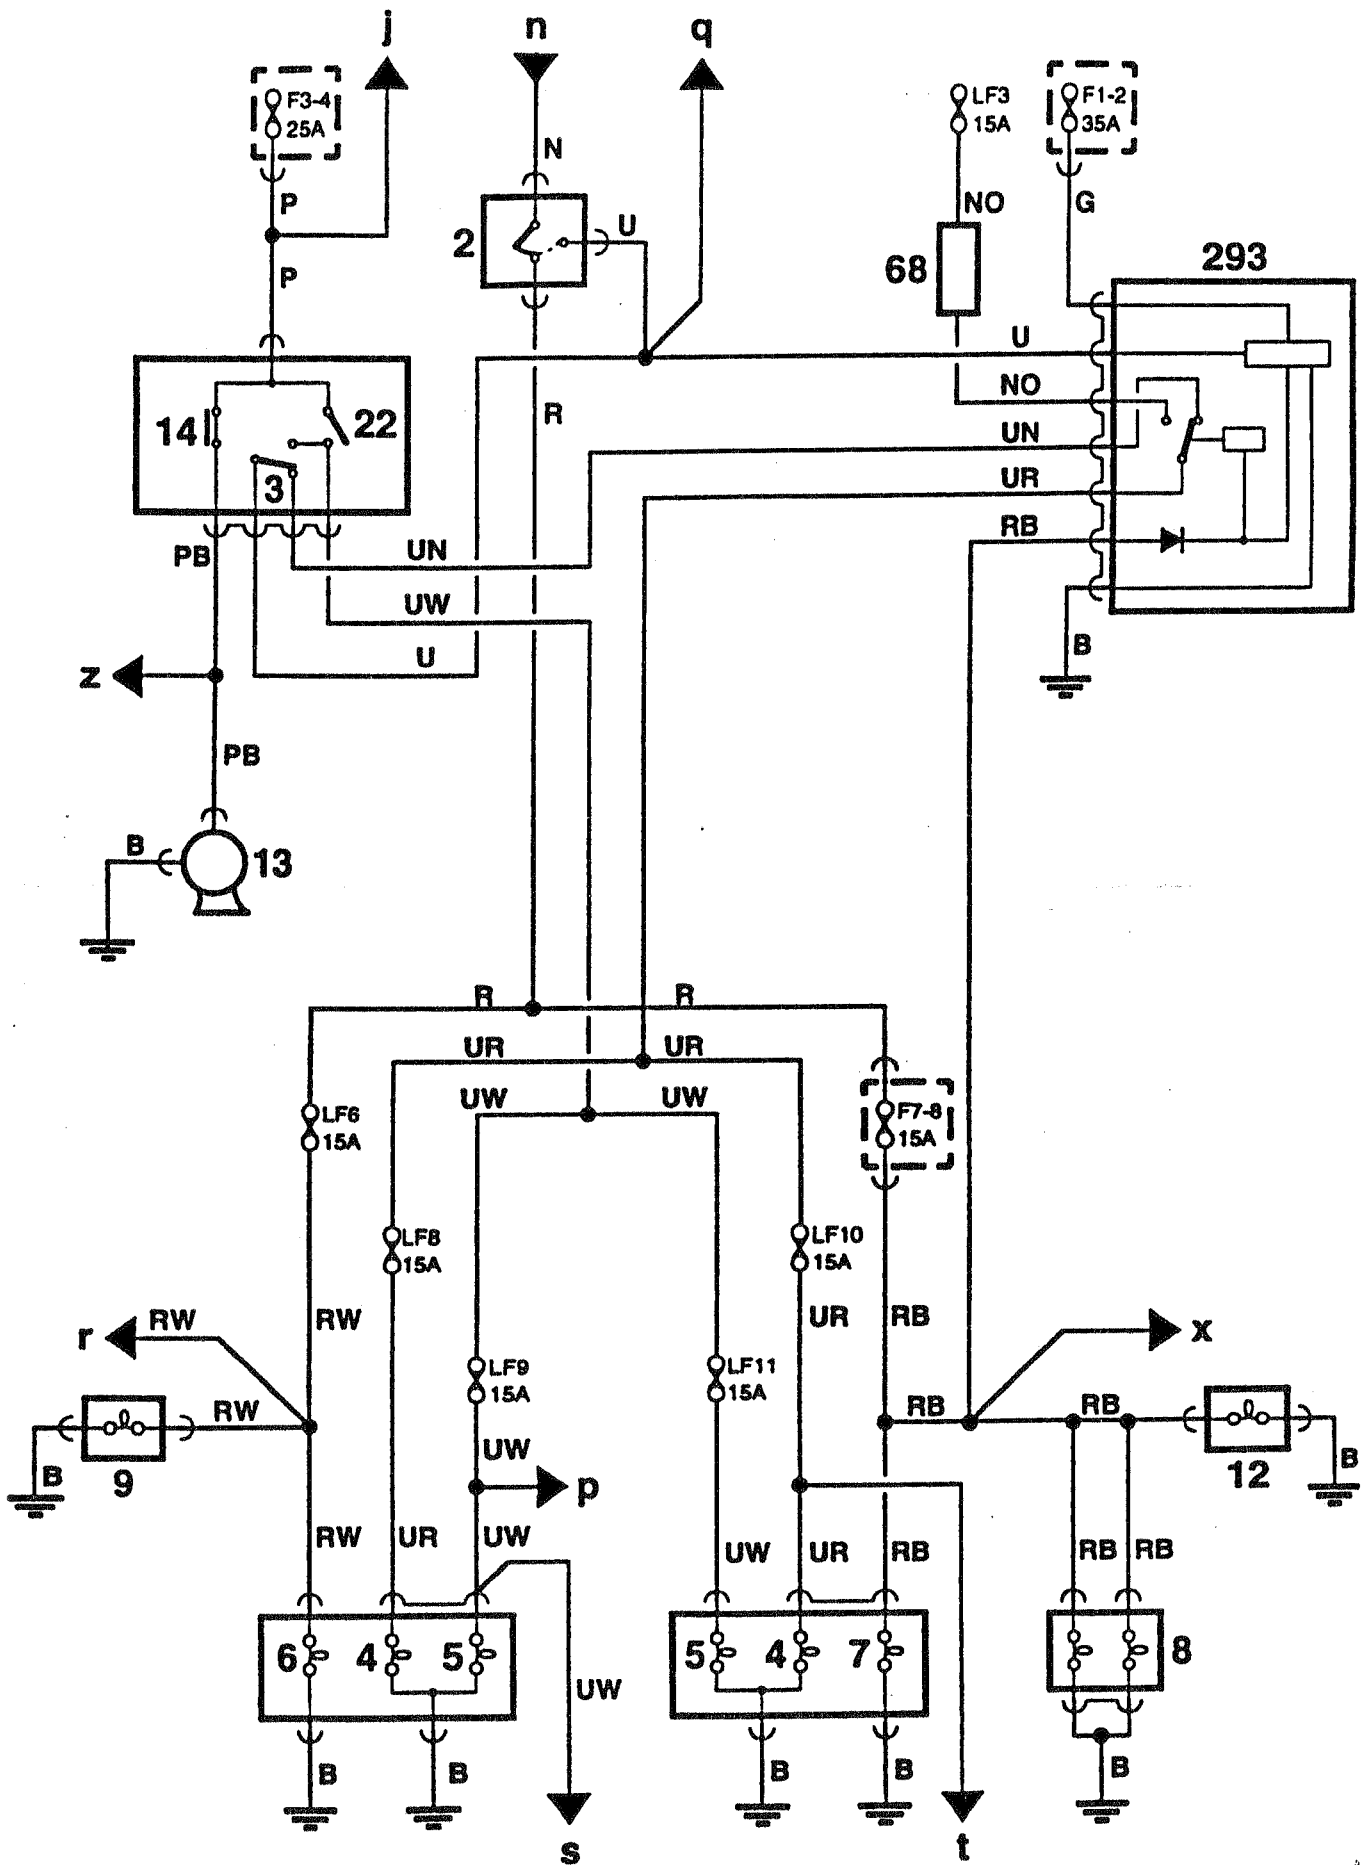 j
n
q
F3-4
25A
LF3
15A
F1-2
35A
N
P
NO
G
2
U
68
293
P
U
NO
R
14
22
UN
3
UR
RB
PB
UN
UW
B
U
z
PB
B
13
R
R
UR
UR
UW
UW
LF6
15A
F7-8
15A
LF8
15A
LF10
15A
r
RW
RW
UR
RB
x
LF9
15A
LF11
15A
RW
RB
RB
UW
B
9
p
12
B
RW
UR
UW
UW
UR
RB
RB
RB
6
4
5
5
4
7
8
UW
B
B
B
B
B
s
t